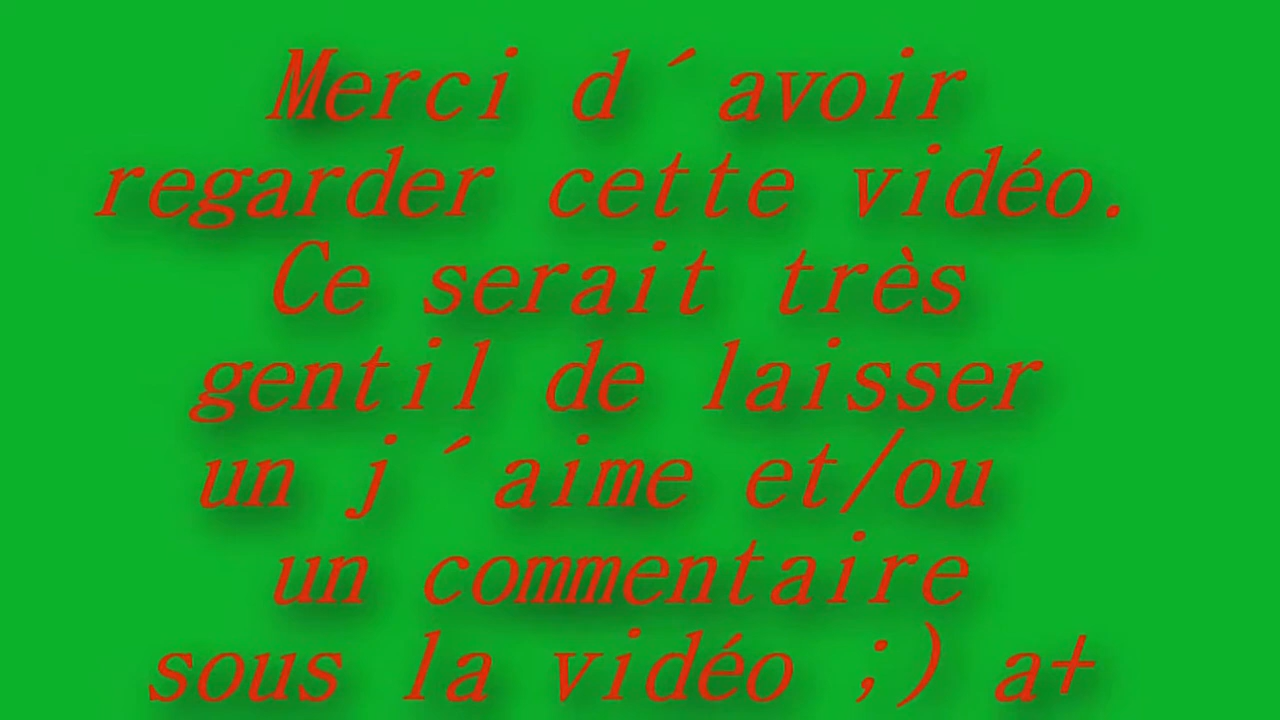 Merci d´avoir
regarder cette vidéo.
Ce serait très
gentil de laisser
un j´aime et/ou
un commentaire
sous la vidéo ;) a+